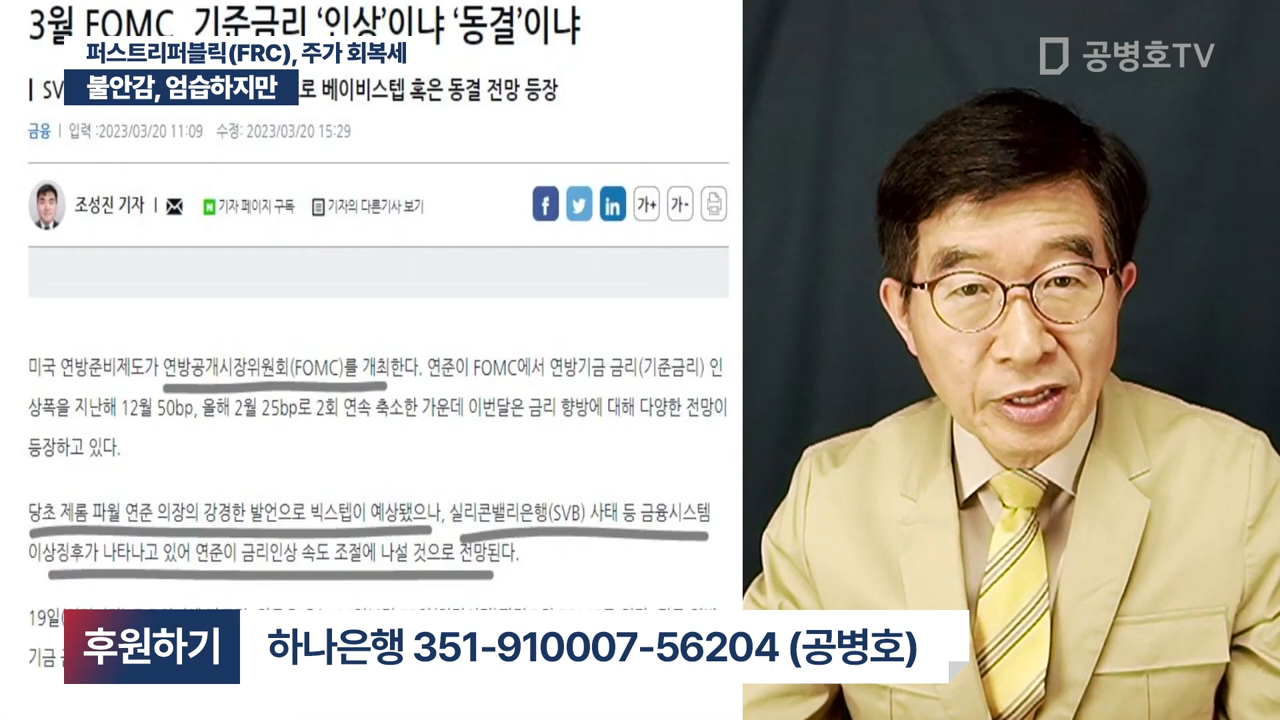 3월 FOMC, 기준금리 ‘인상’이냐 ‘동결’이냐
퍼스트리퍼블릭(FRC), 주가 회복세
불안감, 엄습하지만
SV
로 베이비스텝 혹은 동결 전망 등장
공병호TV
금융 | 입력 :2023/03/20 11:09 수정: 2023/03/20 15:29
조성진 기자 | 기자 페이지 구독 기자의 다른기사 보기
가+ 가-
미국 연방준비제도가 연방공개시장위원회(FOMC)를 개최한다. 연준이 FOMC에서 연방기금 금리(기준금리) 인
상폭을 지난해 12월 50bp, 올해 2월 25bp로 2회 연속 축소한 가운데 이번달은 금리 향방에 대해 다양한 전망이
등장하고 있다.
당초 제롬 파월 연준 의장의 강경한 발언으로 빅스텝이 예상됐으나, 실리콘밸리은행(SVB) 사태 등 금융시스템
이상징후가 나타나고 있어 연준이 금리인상 속도 조절에 나설 것으로 전망된다.
19일(
기금
후원하기
하나은행 351-910007-56204 (공병호)